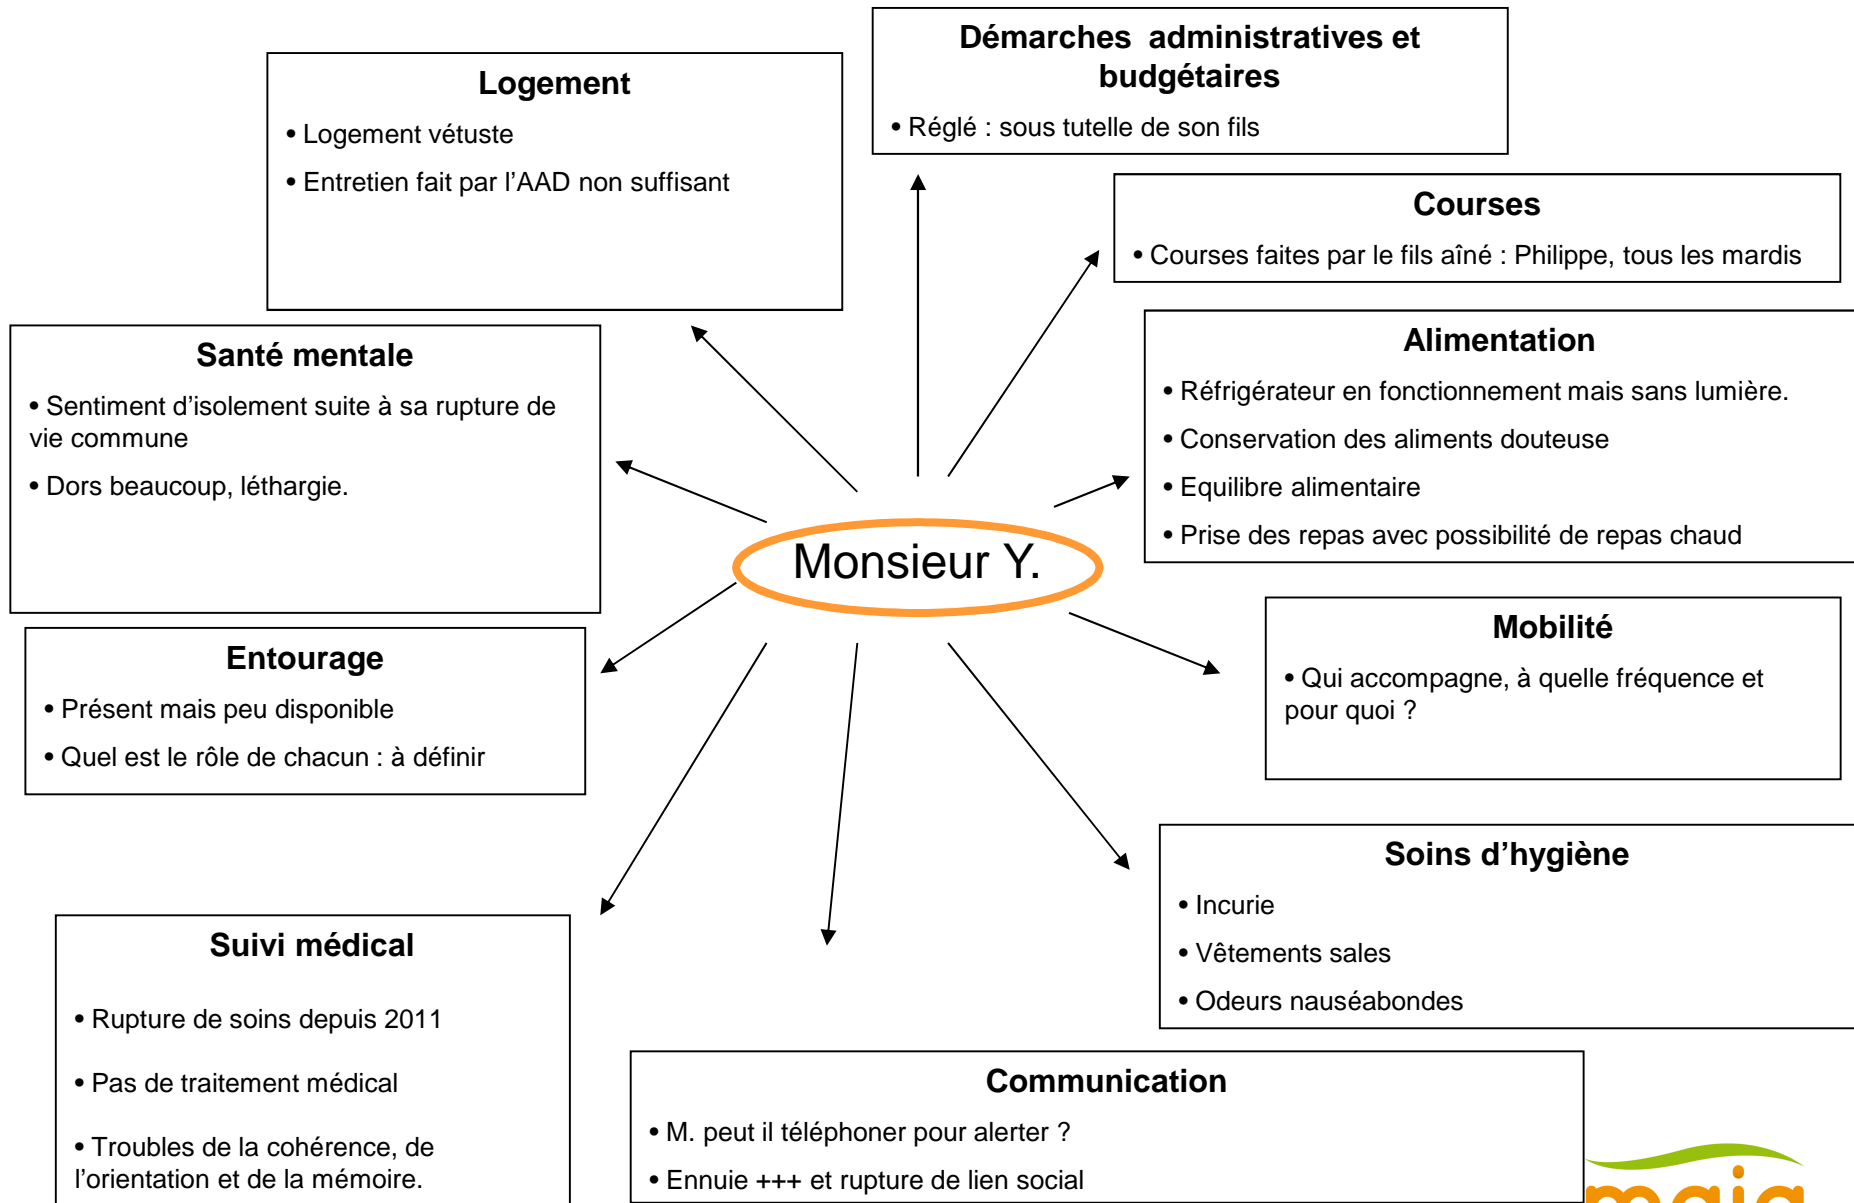 Démarches administratives et
budgétaires
• Réglé : sous tutelle de son fils
Logement
• Logement vétuste
• Entretien fait par l’AAD non suffisant
Courses
• Courses faites par le fils aîné : Philippe, tous les mardis
Santé mentale
• Sentiment d’isolement suite à sa rupture de
vie commune
• Dors beaucoup, léthargie.
Alimentation
• Réfrigérateur en fonctionnement mais sans lumière.
• Conservation des aliments douteuse
• Equilibre alimentaire
• Prise des repas avec possibilité de repas chaud
Monsieur Y.
Entourage
• Présent mais peu disponible
• Quel est le rôle de chacun : à définir
Mobilité
• Qui accompagne, à quelle fréquence et
pour quoi ?
Soins d’hygiène
• Incurie
• Vêtements sales
• Odeurs nauséabondes
Suivi médical
• Rupture de soins depuis 2011
• Pas de traitement médical
• Troubles de la cohérence, de
l’orientation et de la mémoire.
Communication
• M. peut il téléphoner pour alerter ?
• Ennuie +++ et rupture de lien social
maia